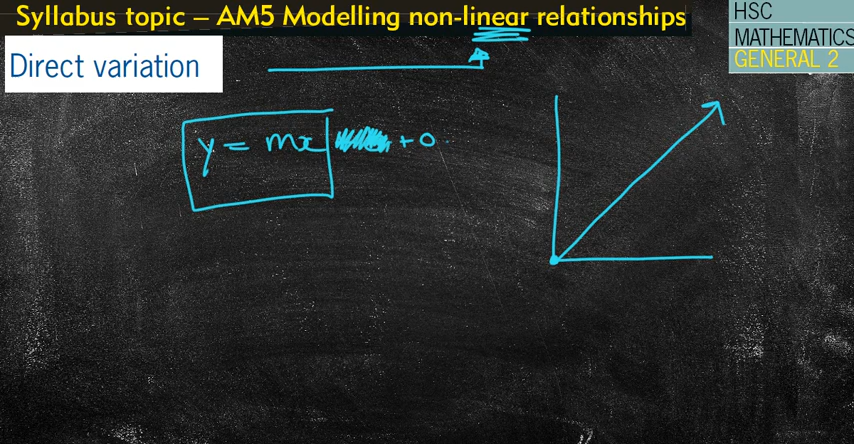 Syllabus topic – AM5 Modelling non-linear relationships
HSC
MATHEMATICS
GENERAL 2
Direct variation
y = mx + 0